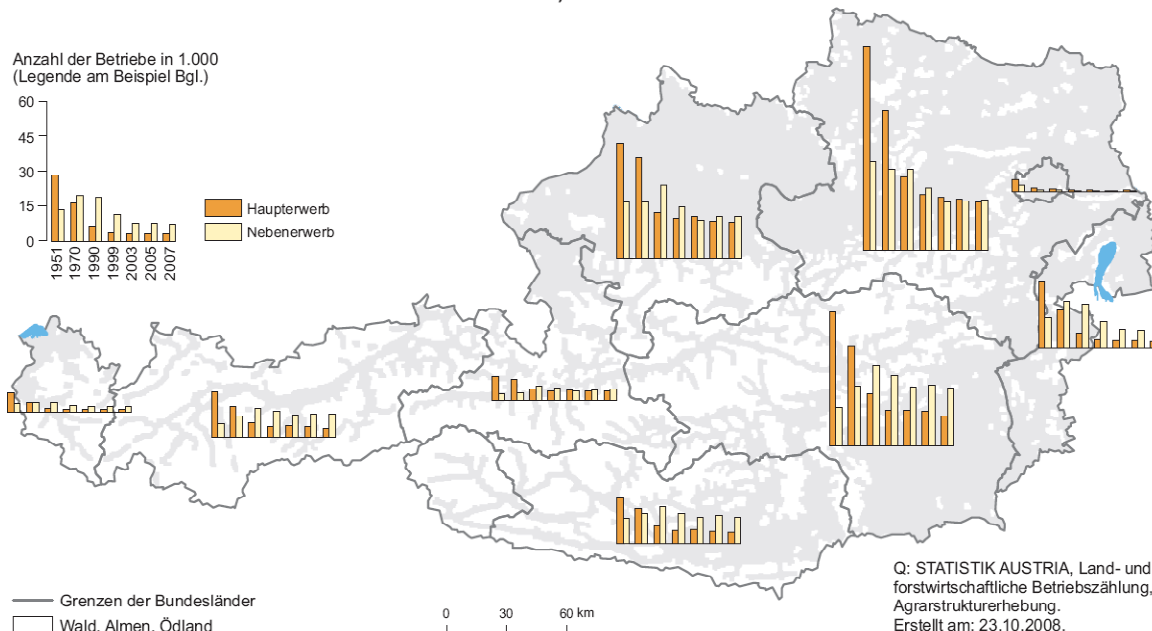 Anzahl der Betriebe in 1.000
(Legende am Beispiel Bgl.)
60
45
30
15
0
1951
1970
1990
1999
2003
2005
2007
Haupterwerb
Nebenerwerb
Grenzen der Bundesländer
Wald, Almen, Ödland
0 30 60 km
Q: STATISTIK AUSTRIA, Land- und
forstwirtschaftliche Betriebszählung,
Agrarstrukturerhebung.
Erstellt am: 23.10.2008.